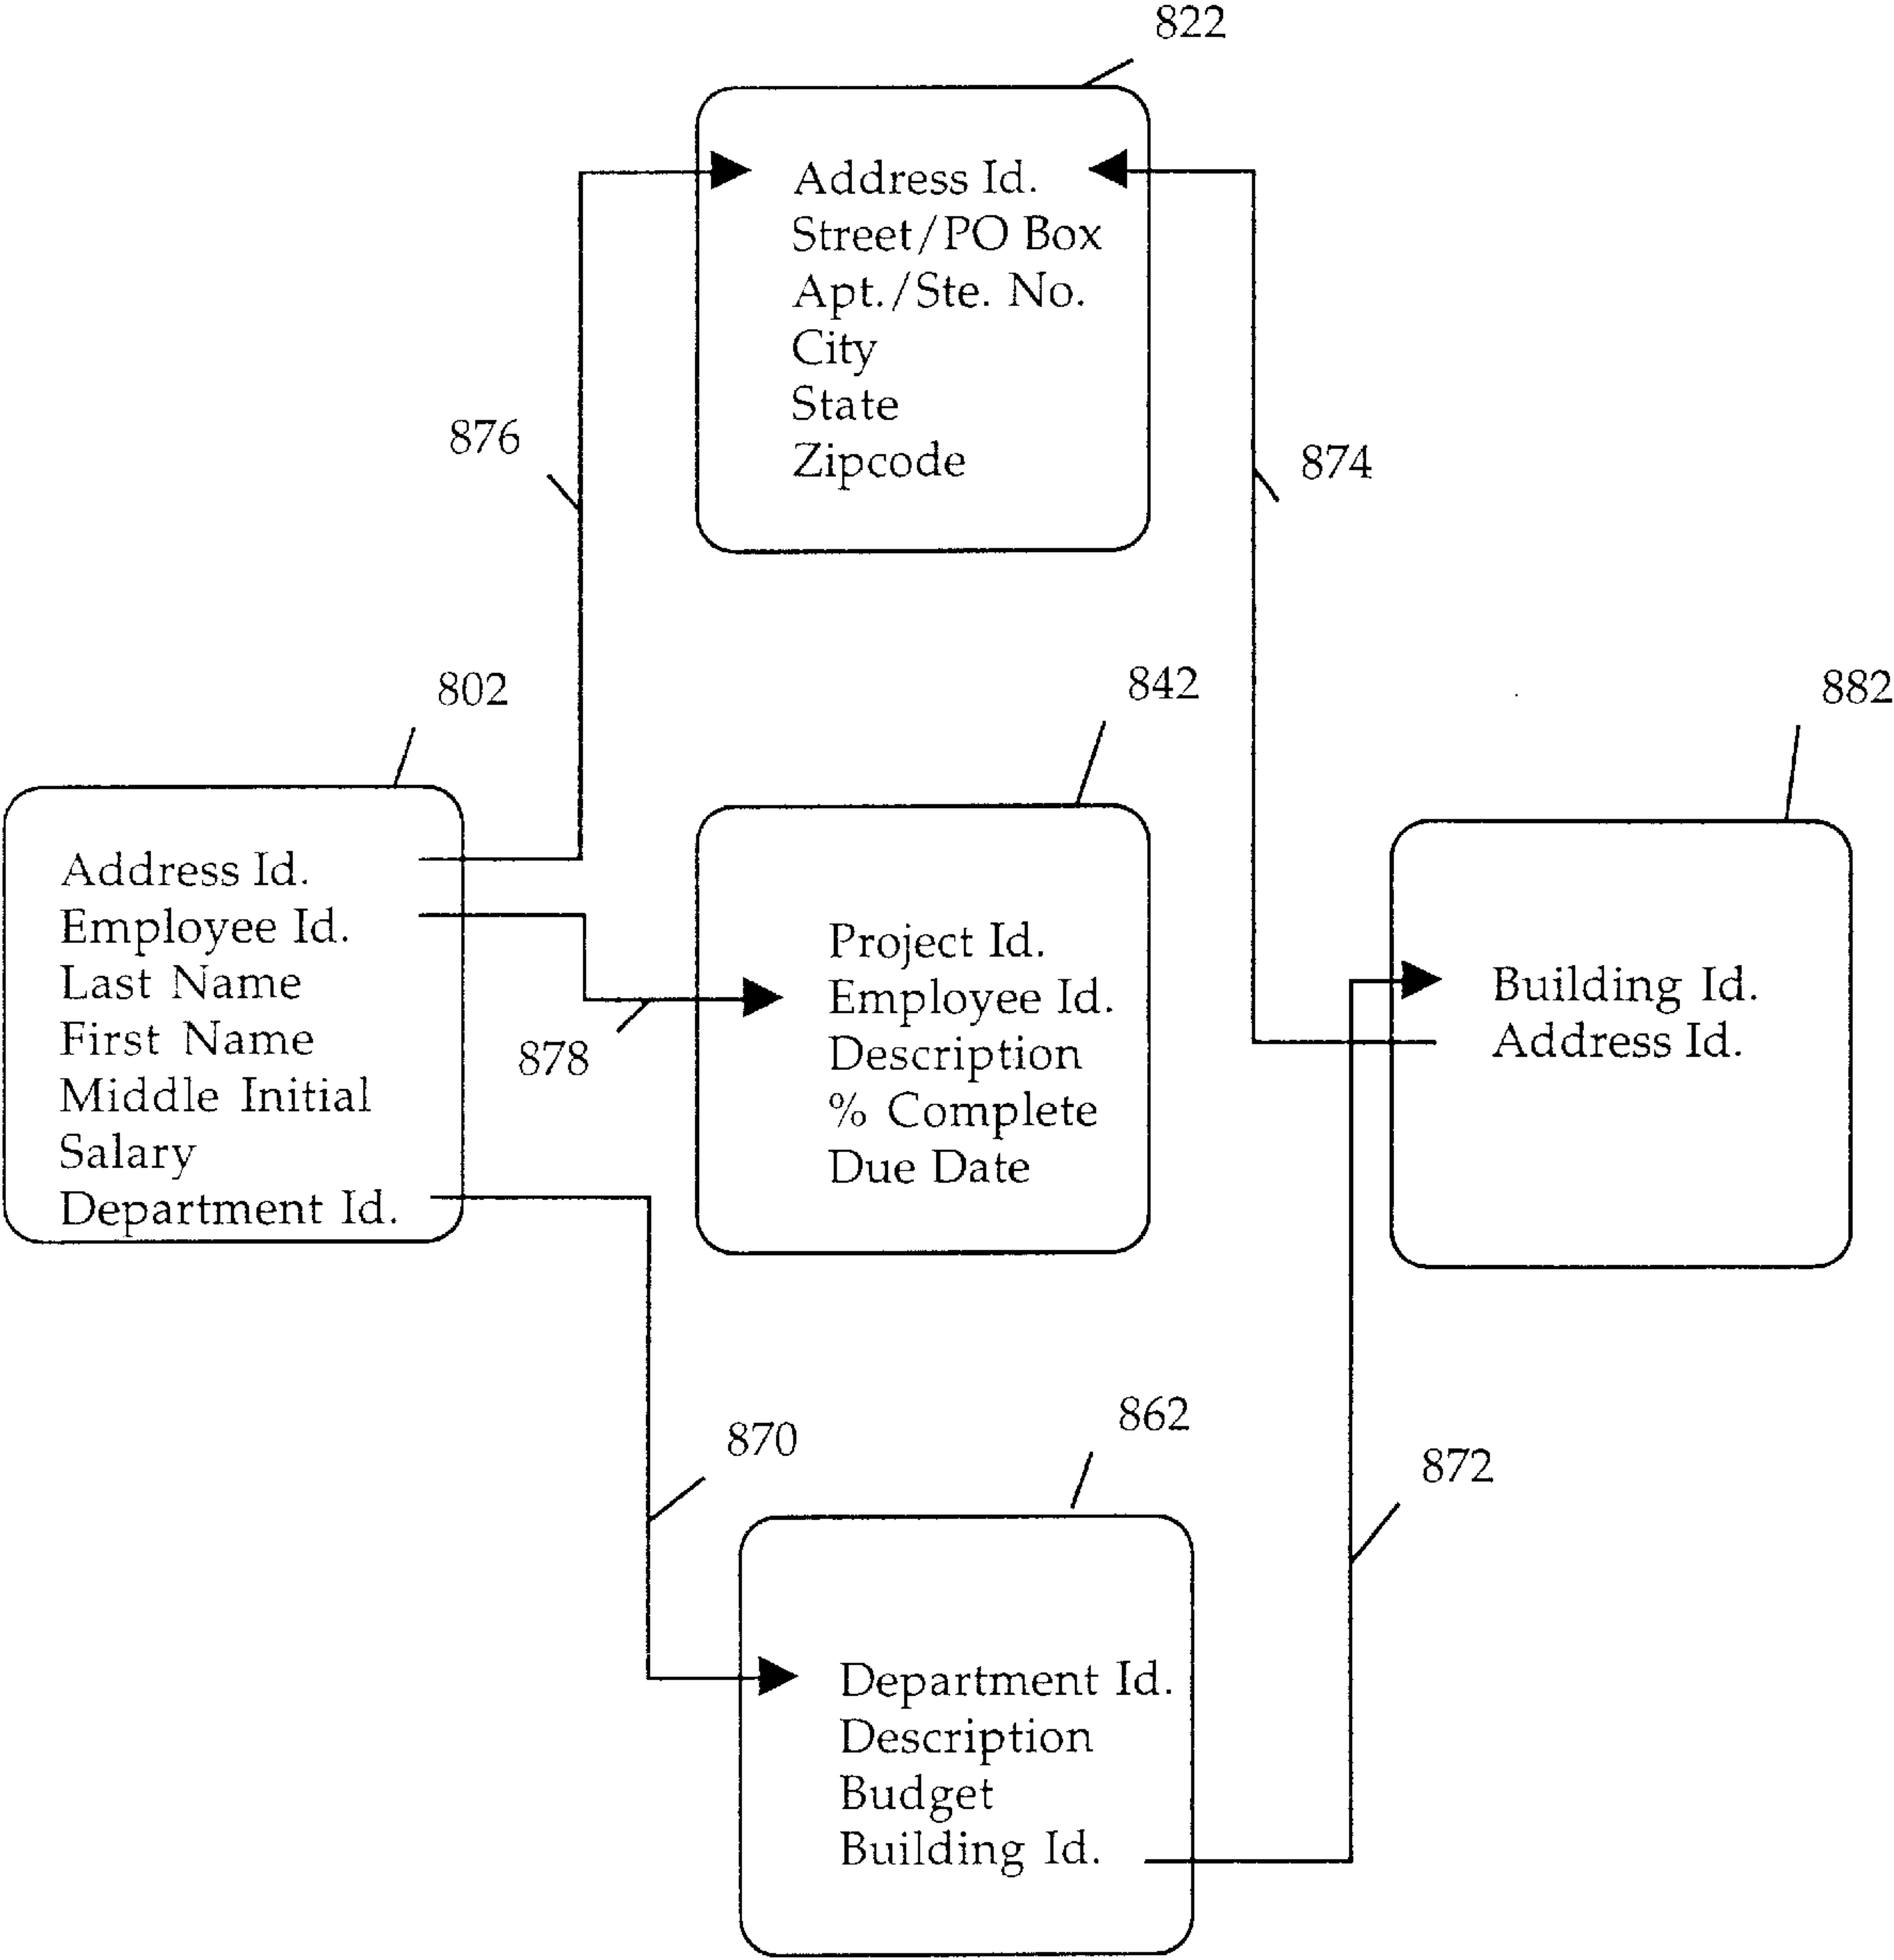 822
Address Id.
Street/PO Box
Apt./Ste. No.
City
State
Zipcode
876
874
802
842
882
Address Id.
Employee Id.
Last Name
First Name
Middle Initial
Salary
Department Id.
878
Project Id.
Employee Id.
Description
% Complete
Due Date
Building Id.
Address Id.
870
862
872
Department Id.
Description
Budget
Building Id.